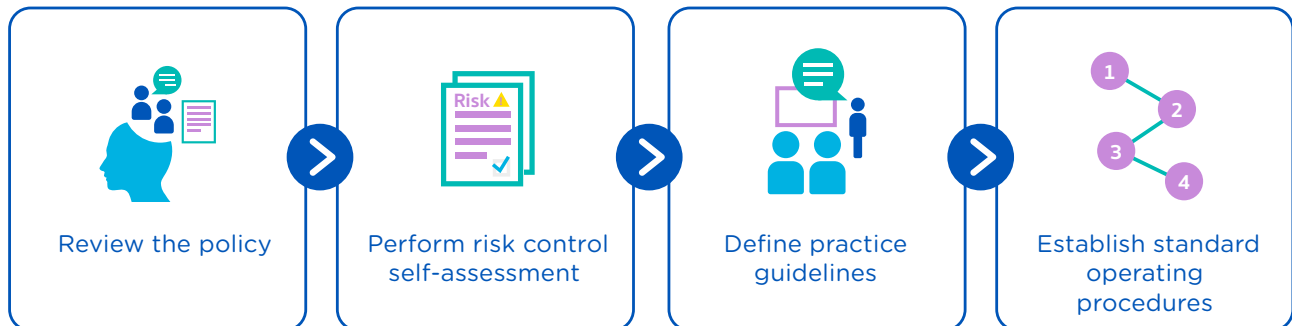 Risk
1
2
3
4
Review the policy
Perform risk control
self-assessment
Define practice
guidelines
Establish standard
operating
procedures